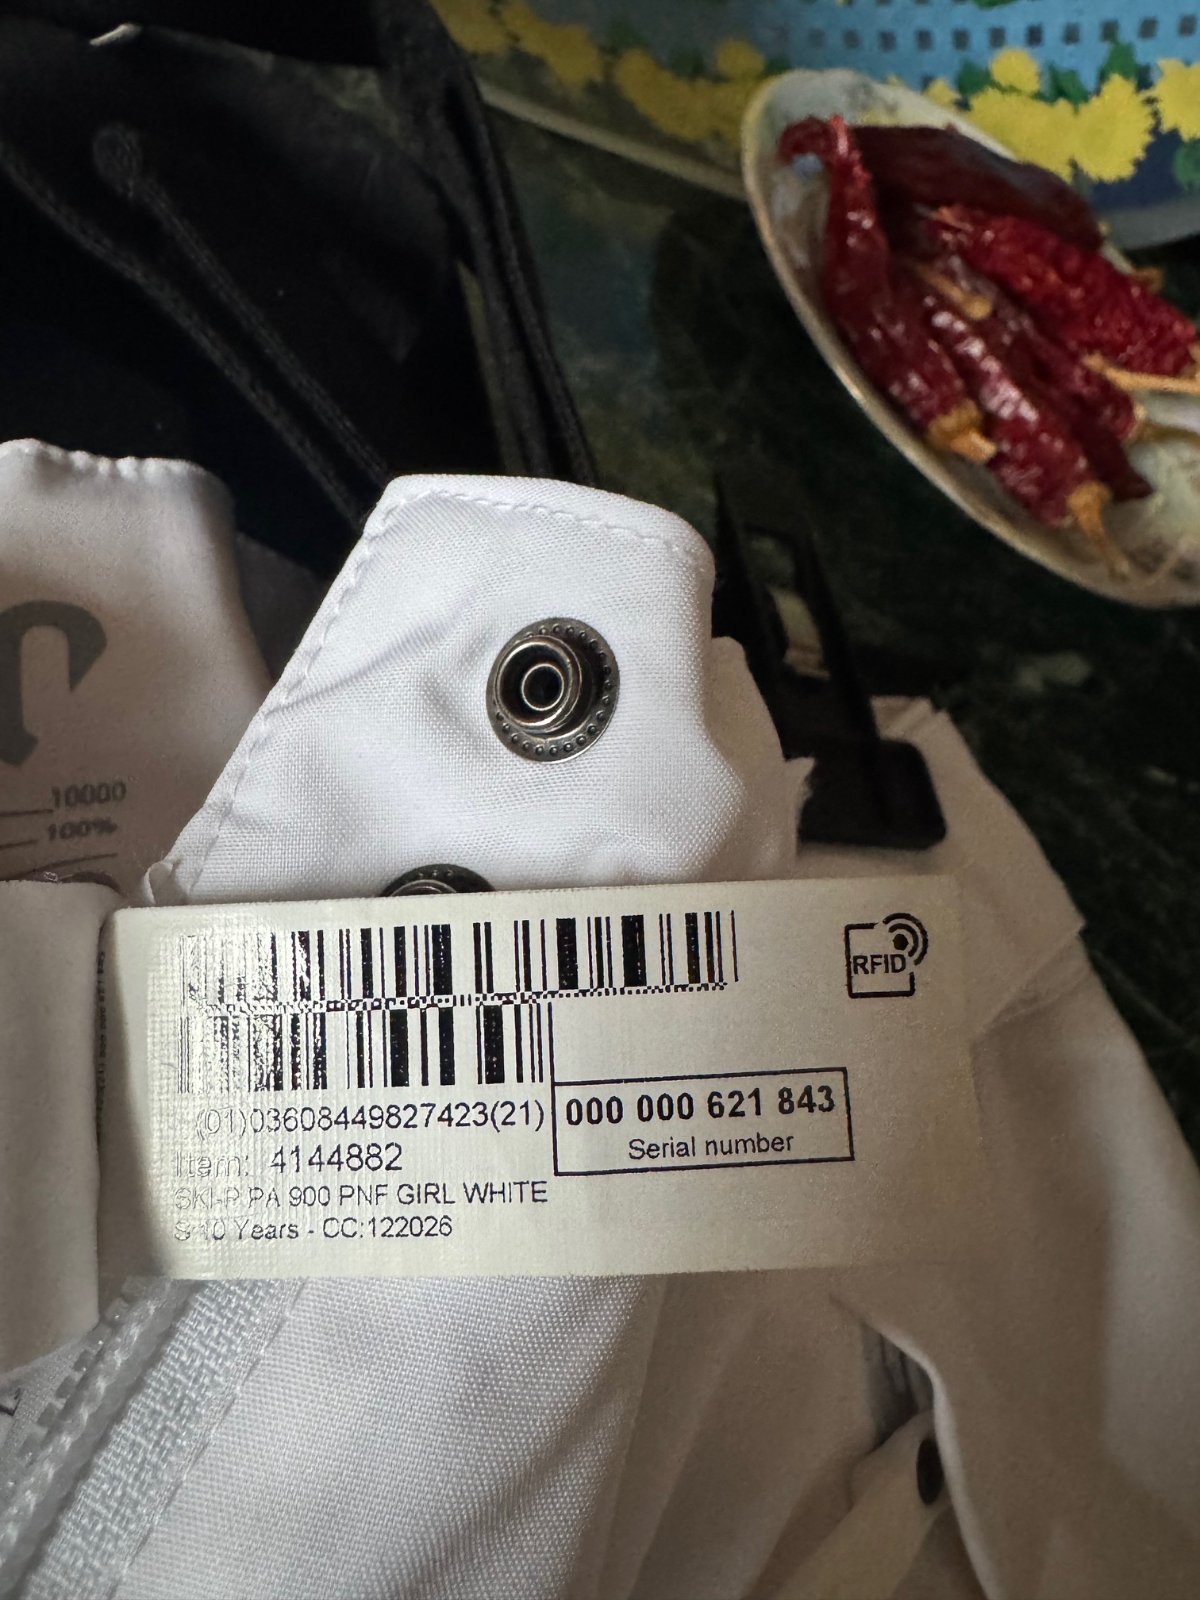 10000
100%
RFID
(01)03608449827423(21)
000 000 621 843
Serial number
Item: 4144882
SKI-P PA 900 PNF GIRL WHITE
10 Years - CC:122026